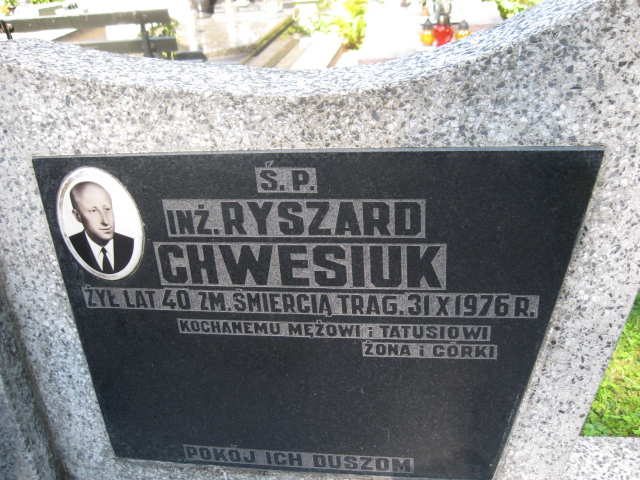 Ś.P.
INŻ. RYSZARD
CHWESIUK
ŻYŁ LAT 40 ZM. ŚMIERCIĄ TRAG. 31 X 1976 R.
KOCHANEMU MĘŻOWI i TATUSIOWI
ŻONA i CÓRKI
POKÓJ ICH DUSZOM